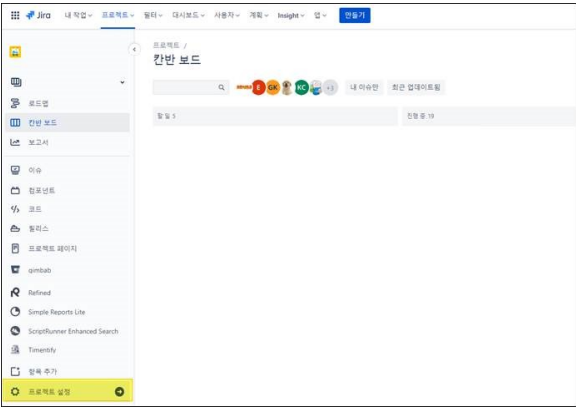 Jira 내 작업 프로젝트 필터 대시보드 사용자 계획 Insight 앱 만들기
프로젝트 /
칸반 보드
E GK KC +3 내 이슈만 최근 업데이트됨
할 일 5 진행 중 19
로드맵
칸반 보드
보고서
이슈
컴포넌트
코드
릴리스
프로젝트 페이지
qimbab
Refined
Simple Reports Lite
ScriptRunner Enhanced Search
Timentify
항목 추가
프로젝트 설정